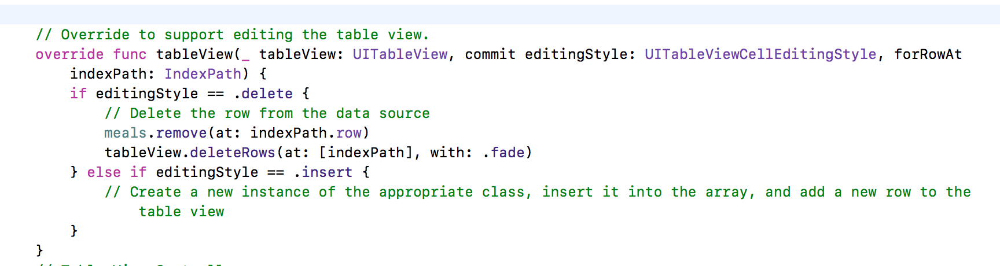 // Override to support editing the table view.
override func tableView(_ tableView: UITableView, commit editingStyle: UITableViewCellEditingStyle, forRowAt
indexPath: IndexPath) {
if editingStyle == .delete {
// Delete the row from the data source
meals.remove(at: indexPath.row)
tableView.deleteRows(at: [indexPath], with: .fade)
} else if editingStyle == .insert {
// Create a new instance of the appropriate class, insert it into the array, and add a new row to the
table view
}
}